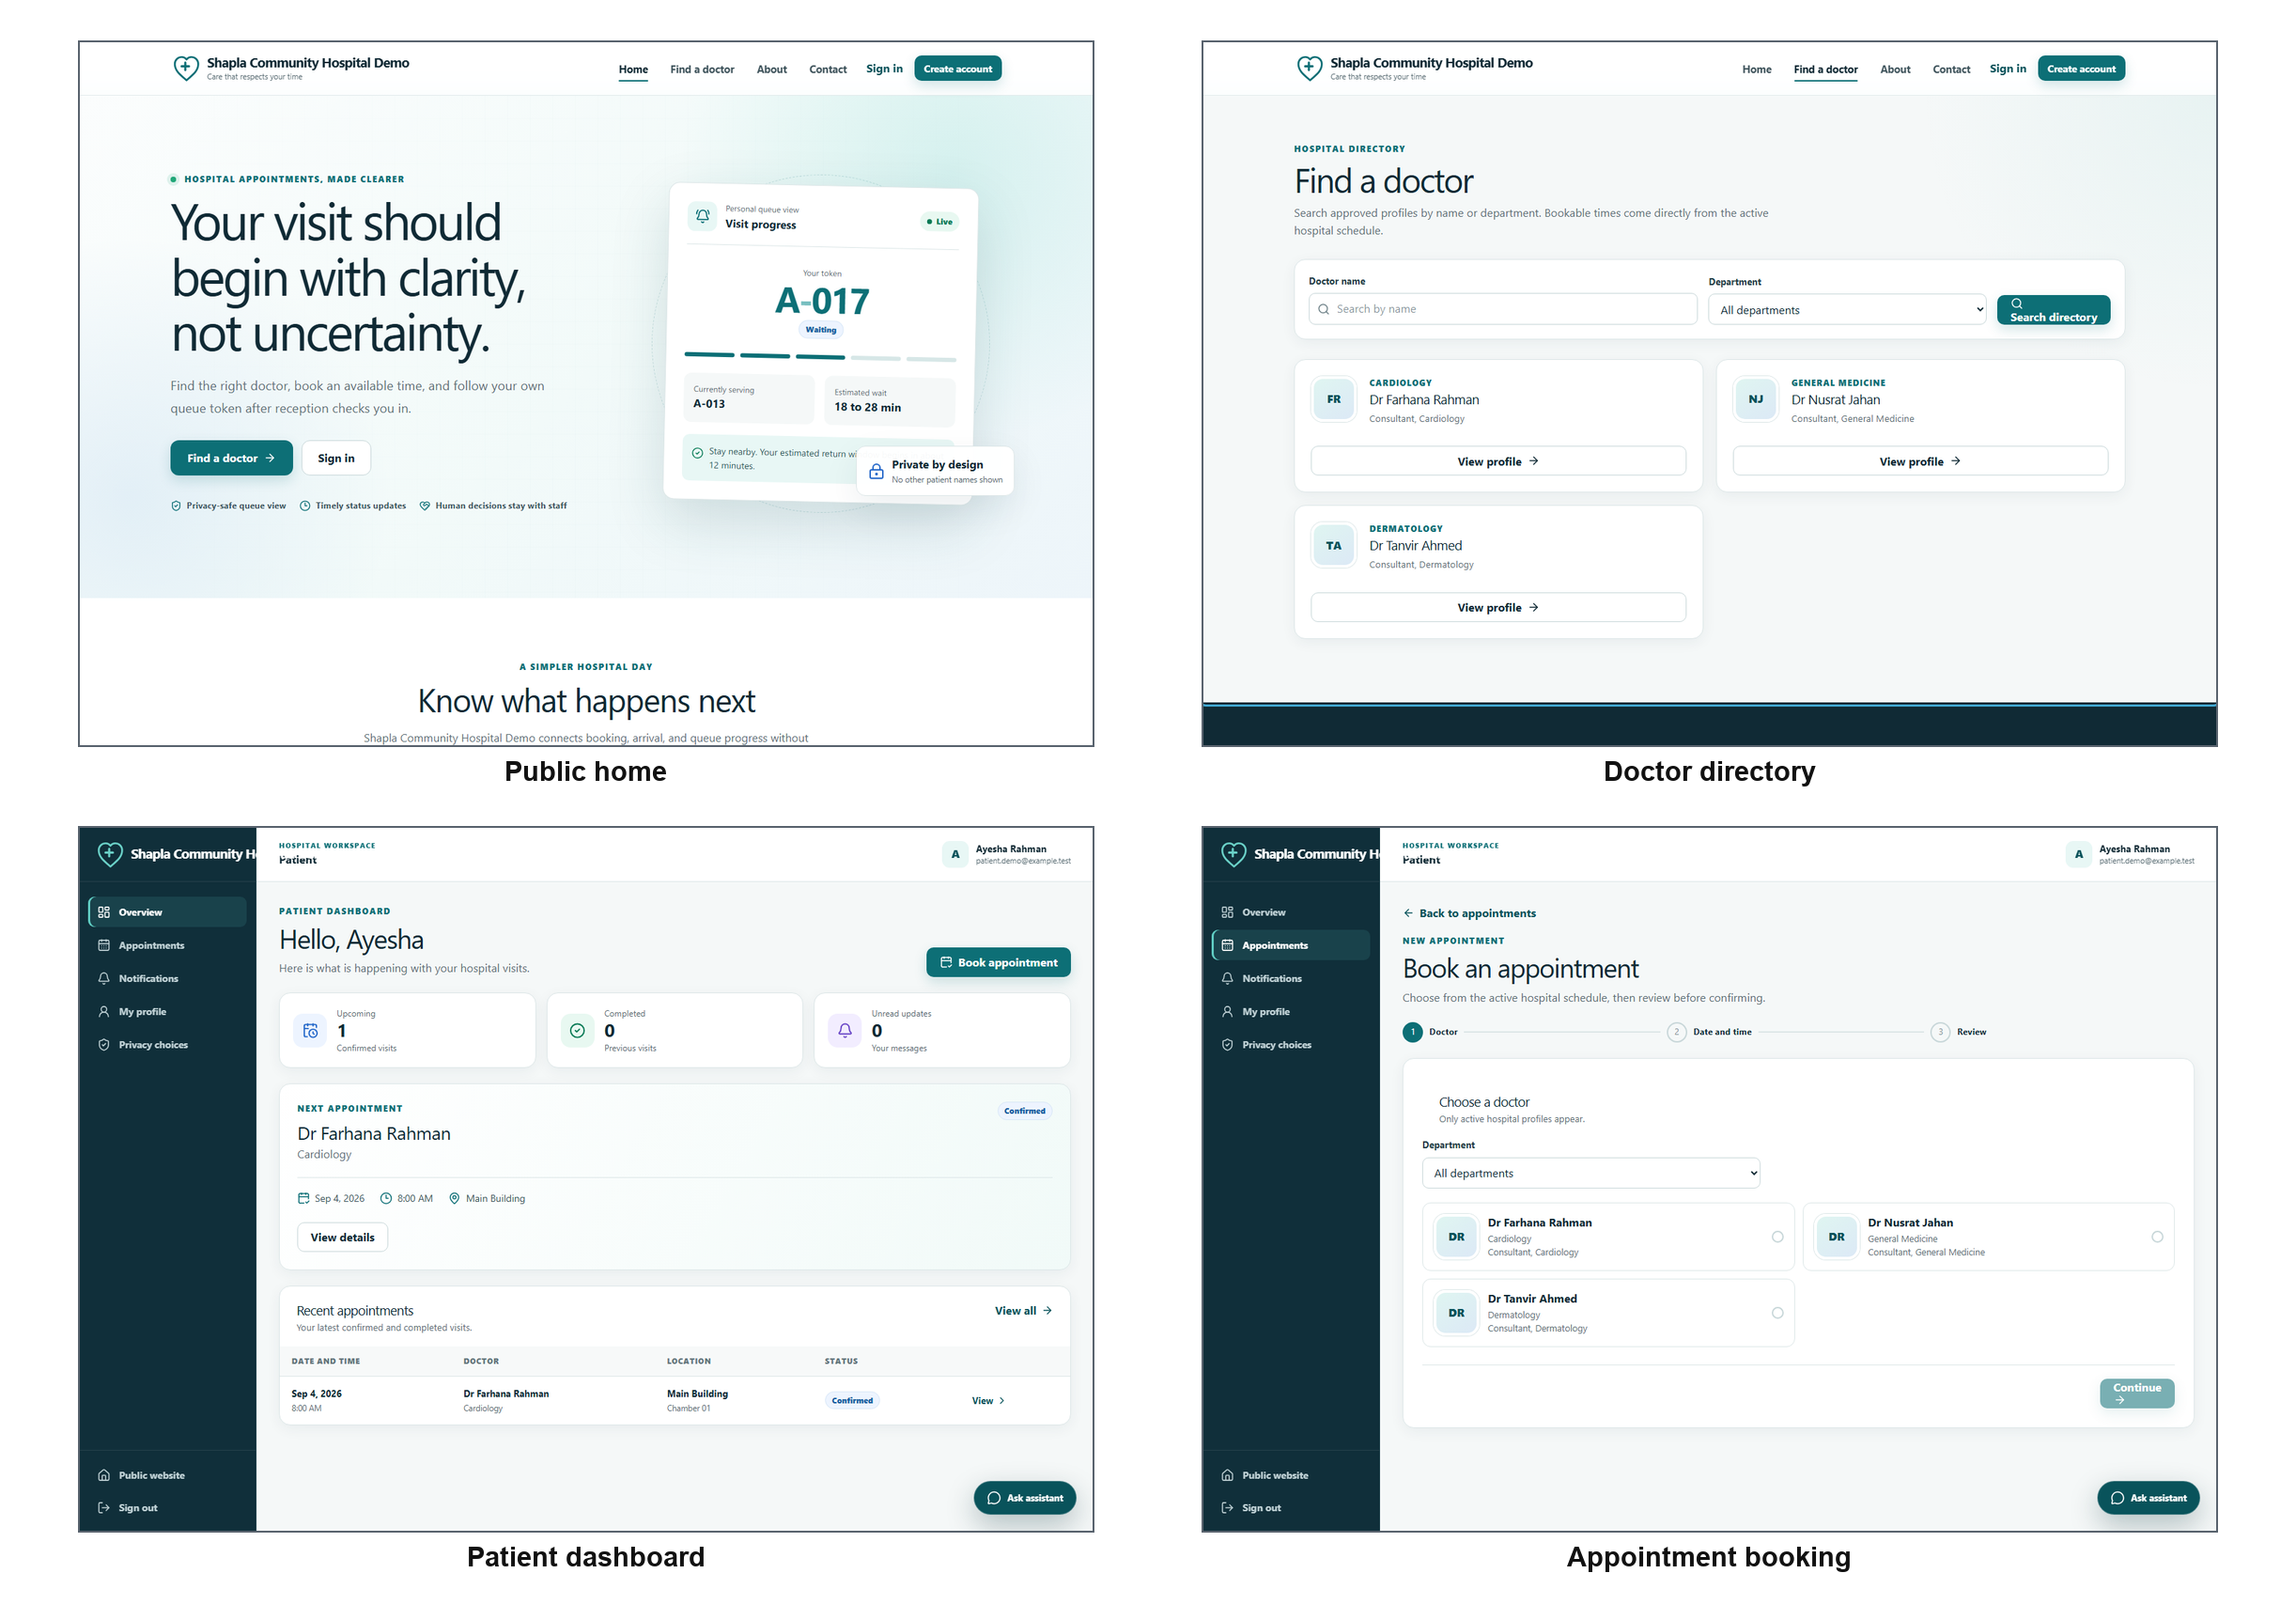 Shapla Community Hospital Demo
Care that respects your time
Home Find a doctor About Contact Sign in Create account
HOSPITAL APPOINTMENTS, MADE CLEARER
Your visit should
begin with clarity,
not uncertainty.
Find the right doctor, book an available time, and follow your own
queue token after reception checks you in.
Find a doctor → Sign in
Privacy-safe queue view Timely status updates Human decisions stay with staff
Personal queue view
Visit progress
Live
Your token
A-017
Waiting
Currently serving
A-013
Estimated wait
18 to 28 min
Stay nearby. Your estimated return wi
12 minutes.
Private by design
No other patient names shown
A SIMPLER HOSPITAL DAY
Know what happens next
Shapla Community Hospital Demo connects booking, arrival, and queue progress without
Public home
Shapla Community Hospital Demo
Care that respects your time
Home Find a doctor About Contact Sign in Create account
HOSPITAL DIRECTORY
Find a doctor
Search approved profiles by name or department. Bookable times come directly from the active
hospital schedule.
Doctor name
Search by name
Department
All departments
Search directory
FR
CARDIOLOGY
Dr Farhana Rahman
Consultant, Cardiology
View profile →
NJ
GENERAL MEDICINE
Dr Nusrat Jahan
Consultant, General Medicine
View profile →
TA
DERMATOLOGY
Dr Tanvir Ahmed
Consultant, Dermatology
View profile →
Doctor directory
Shapla Community H
Overview
Appointments
Notifications
My profile
Privacy choices
Public website
Sign out
HOSPITAL WORKSPACE
Patient
A
Ayesha Rahman
patient.demo@example.test
PATIENT DASHBOARD
Hello, Ayesha
Here is what is happening with your hospital visits.
Book appointment
Upcoming
1
Confirmed visits
Completed
0
Previous visits
Unread updates
0
Your messages
NEXT APPOINTMENT
Confirmed
Dr Farhana Rahman
Cardiology
Sep 4, 2026 8:00 AM Main Building
View details
Recent appointments
Your latest confirmed and completed visits.
View all →
DATE AND TIME DOCTOR LOCATION STATUS
Sep 4, 2026 Dr Farhana Rahman Main Building Confirmed View >
8:00 AM Cardiology Chamber 01
Ask assistant
Patient dashboard
Shapla Community H
Overview
Appointments
Notifications
My profile
Privacy choices
Public website
Sign out
HOSPITAL WORKSPACE
Patient
A
Ayesha Rahman
patient.demo@example.test
← Back to appointments
NEW APPOINTMENT
Book an appointment
Choose from the active hospital schedule, then review before confirming.
1 Doctor 2 Date and time 3 Review
Choose a doctor
Only active hospital profiles appear.
Department
All departments
DR
Dr Farhana Rahman
Cardiology
Consultant, Cardiology
DR
Dr Nusrat Jahan
General Medicine
Consultant, General Medicine
DR
Dr Tanvir Ahmed
Dermatology
Consultant, Dermatology
Continue
→
Ask assistant
Appointment booking